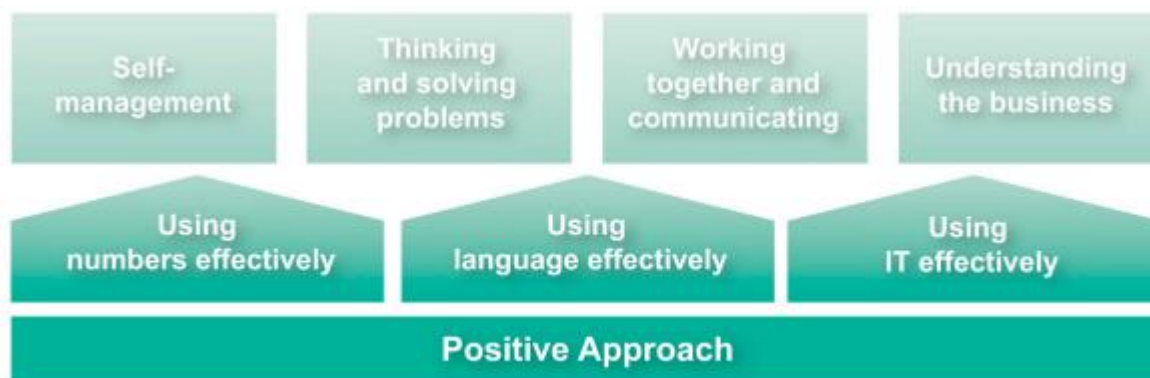 Self-
management
Thinking
and solving
problems
Working
together and
communicating
Understanding
the business
Using
numbers effectively
Using
language effectively
Using
IT effectively
Positive Approach